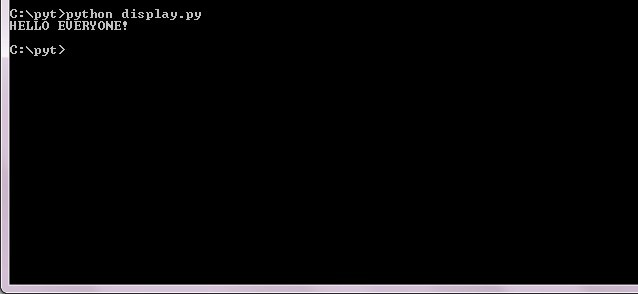 C:\pyt>python display.py
HELLO EVERYONE!
C:\pyt>